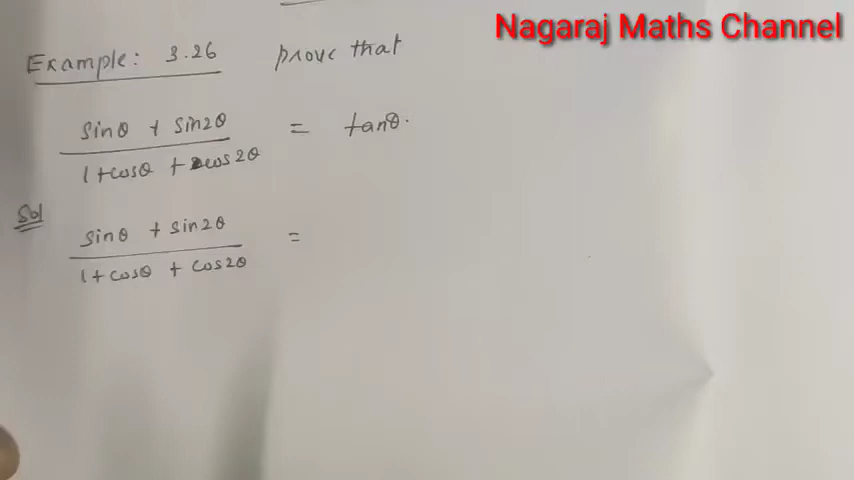 Nagaraj Maths Channel
Example: 3.26 prove that
sinθ + sin2θ
= tanθ.
1+cosθ + cos2θ
Sol
sinθ + sin2θ
=
1+cosθ + cos2θ